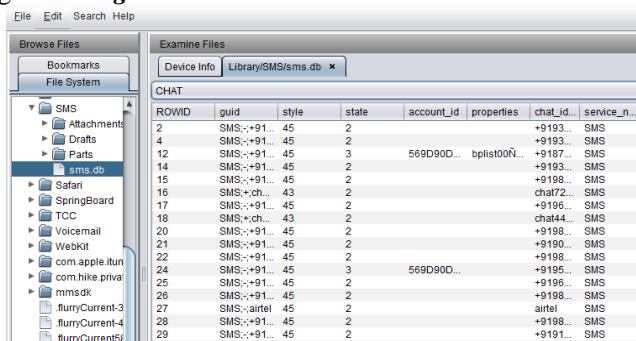 File Edit Search Help
Browse Files
Bookmarks
File System
SMS
Attachments
Drafts
Parts
sms.db
Safari
SpringBoard
TCC
Voicemail
WebKit
com.apple.itun
com.hike.priva
mmsdk
.flurryCurrent-3
.flurryCurrent-4
.flurryCurrent58
Examine Files
Device Info Library/SMS/sms.db ×
CHAT
ROWID guid style state account_id properties chat_id... service_n...
2 SMS;-;+91... 45 2 +9193... SMS
4 SMS;-;+91... 45 2 +9193... SMS
12 SMS;-;+91... 45 3 569D90D... bplist00Ñ... +9187... SMS
14 SMS;-;+91... 45 2 +9193... SMS
15 SMS;-;+91... 45 2 +9198... SMS
16 SMS;+;ch... 43 2 chat72... SMS
17 SMS;-;+91... 45 2 +9196... SMS
18 SMS;+;ch... 43 2 chat44... SMS
20 SMS;-;+91... 45 2 +9198... SMS
21 SMS;-;+91... 45 2 +9190... SMS
22 SMS;-;+91... 45 2 +9198... SMS
24 SMS;-;+91... 45 3 569D90D... +9195... SMS
25 SMS;-;+91... 45 2 +9196... SMS
26 SMS;-;+91... 45 2 +9198... SMS
27 SMS;-;airtel 45 2 airtel SMS
28 SMS;-;+91... 45 2 +9198... SMS
29 SMS;-;+91... 45 2 +9191... SMS